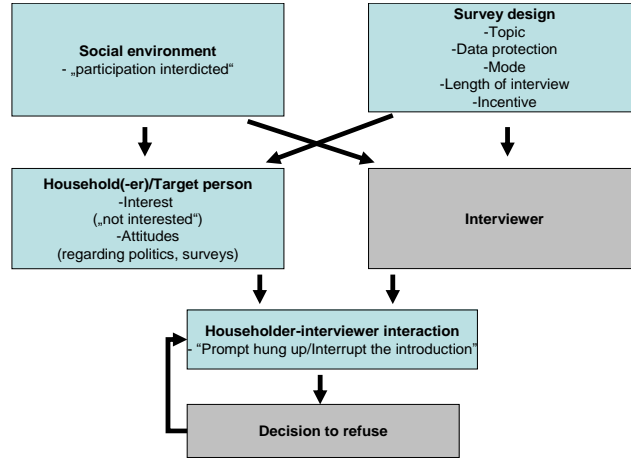 Social environment
- „participation interdicted“
Survey design
-Topic
-Data protection
-Mode
-Length of interview
-Incentive
Household(-er)/Target person
-Interest
(„not interested“)
-Attitudes
(regarding politics, surveys)
Interviewer
Householder-interviewer interaction
- “Prompt hung up/Interrupt the introduction”
Decision to refuse